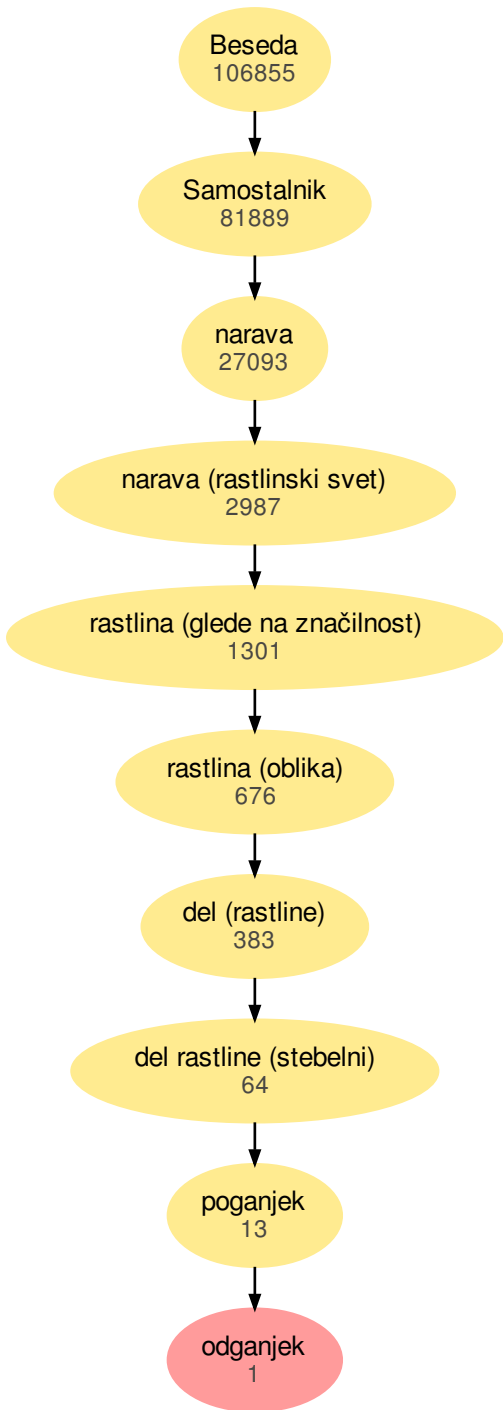 Beseda
106855
Samostalnik
81889
narava
27093
narava (rastlinski svet)
2987
rastlina (glede na značilnost)
1301
rastlina (oblika)
676
del (rastline)
383
del rastline (stebelni)
64
poganjek
13
odganjek
1